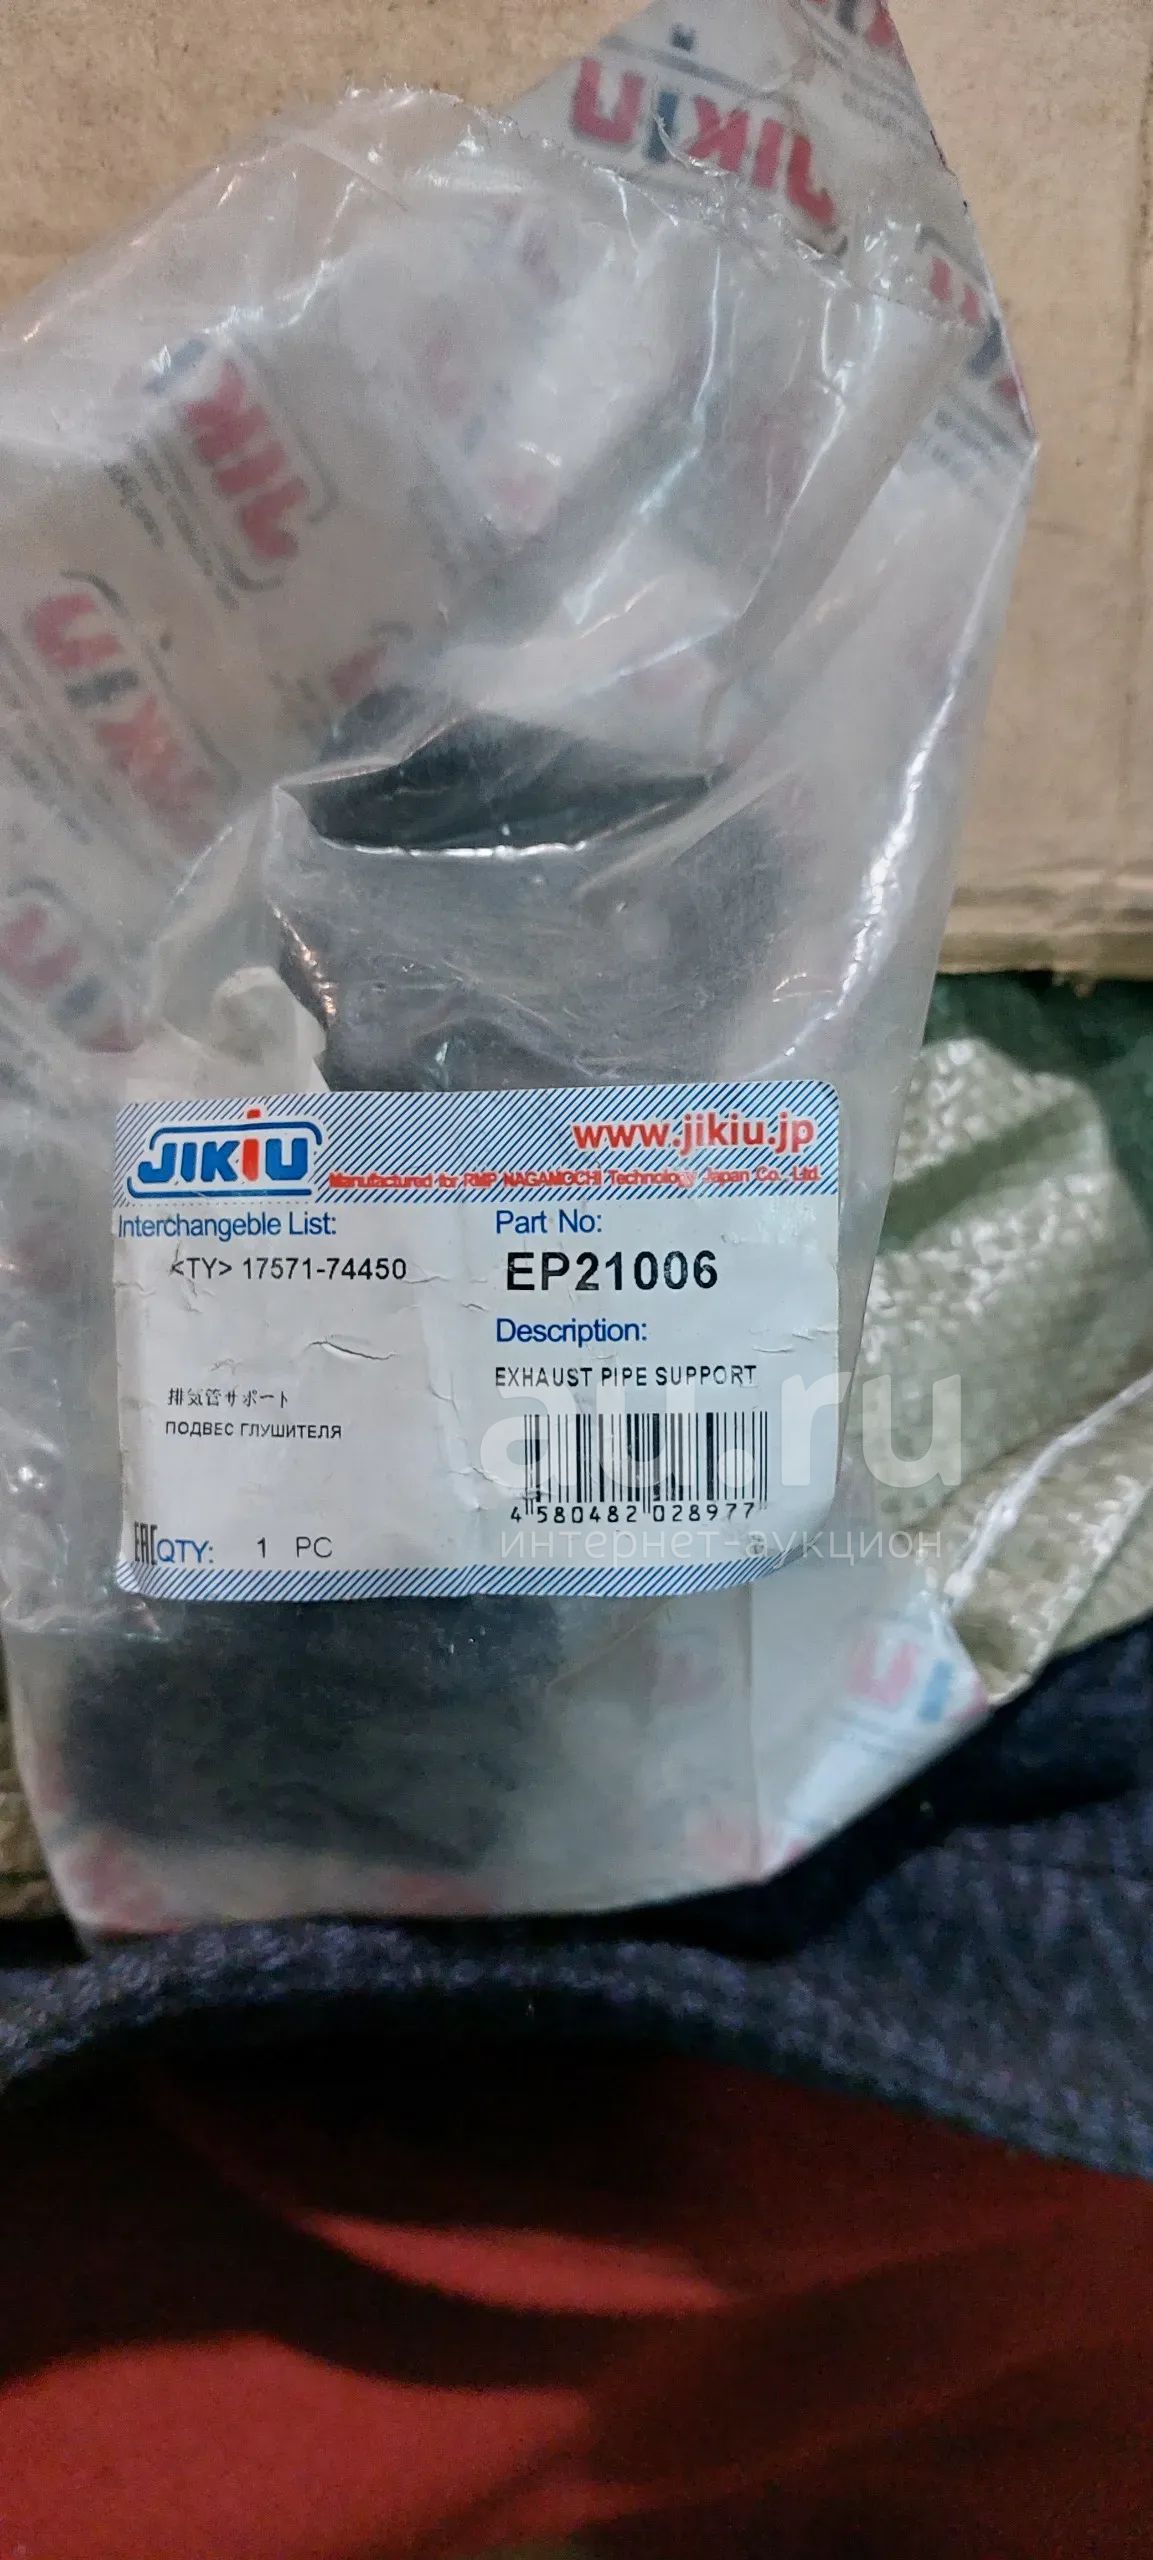 JIKIU
JIKIU
www.jikiu.jp
Manufactured for RMP NAGAMOCHI Technology Japan Co., Ltd.
Interchangeble List:
Part No:
<TY> 17571-74450
EP21006
Description:
EXHAUST PIPE SUPPORT
排気管サポート
ПОДВЕС ГЛУШИТЕЛЯ
4 580482 028977
EAC QTY: 1 PC
au.ru
интернет-аукцион